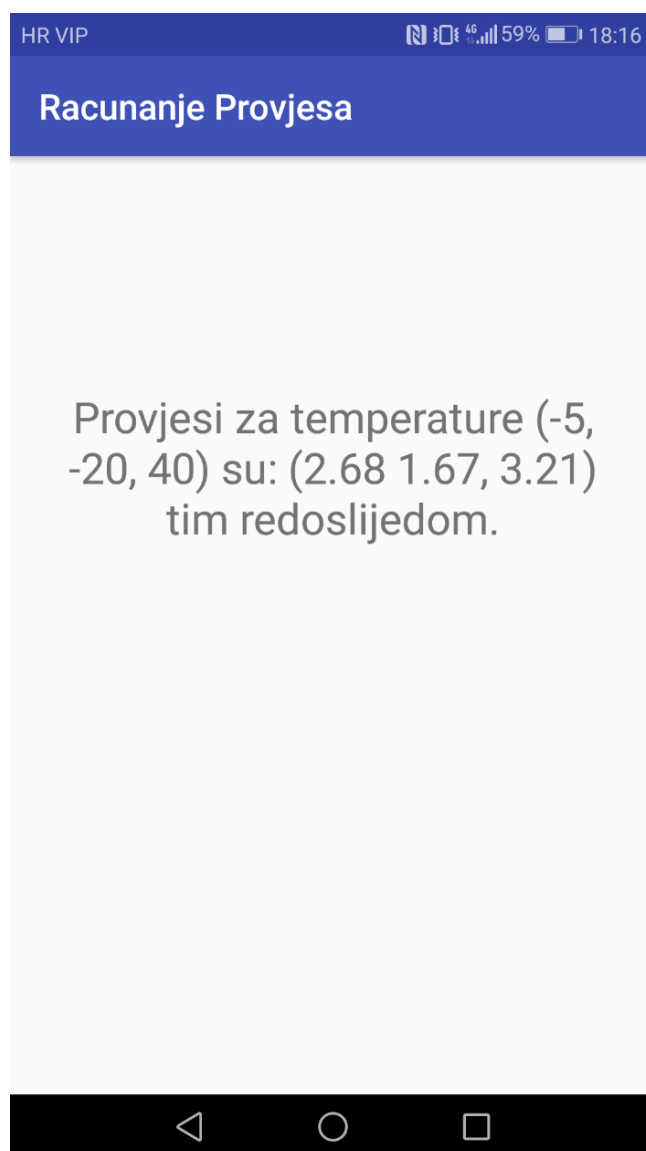 HR VIP 4G 59% 18:16
Racunanje Provjesa
Provjesi za temperature (-5,
-20, 40) su: (2.68 1.67, 3.21)
tim redoslijedom.